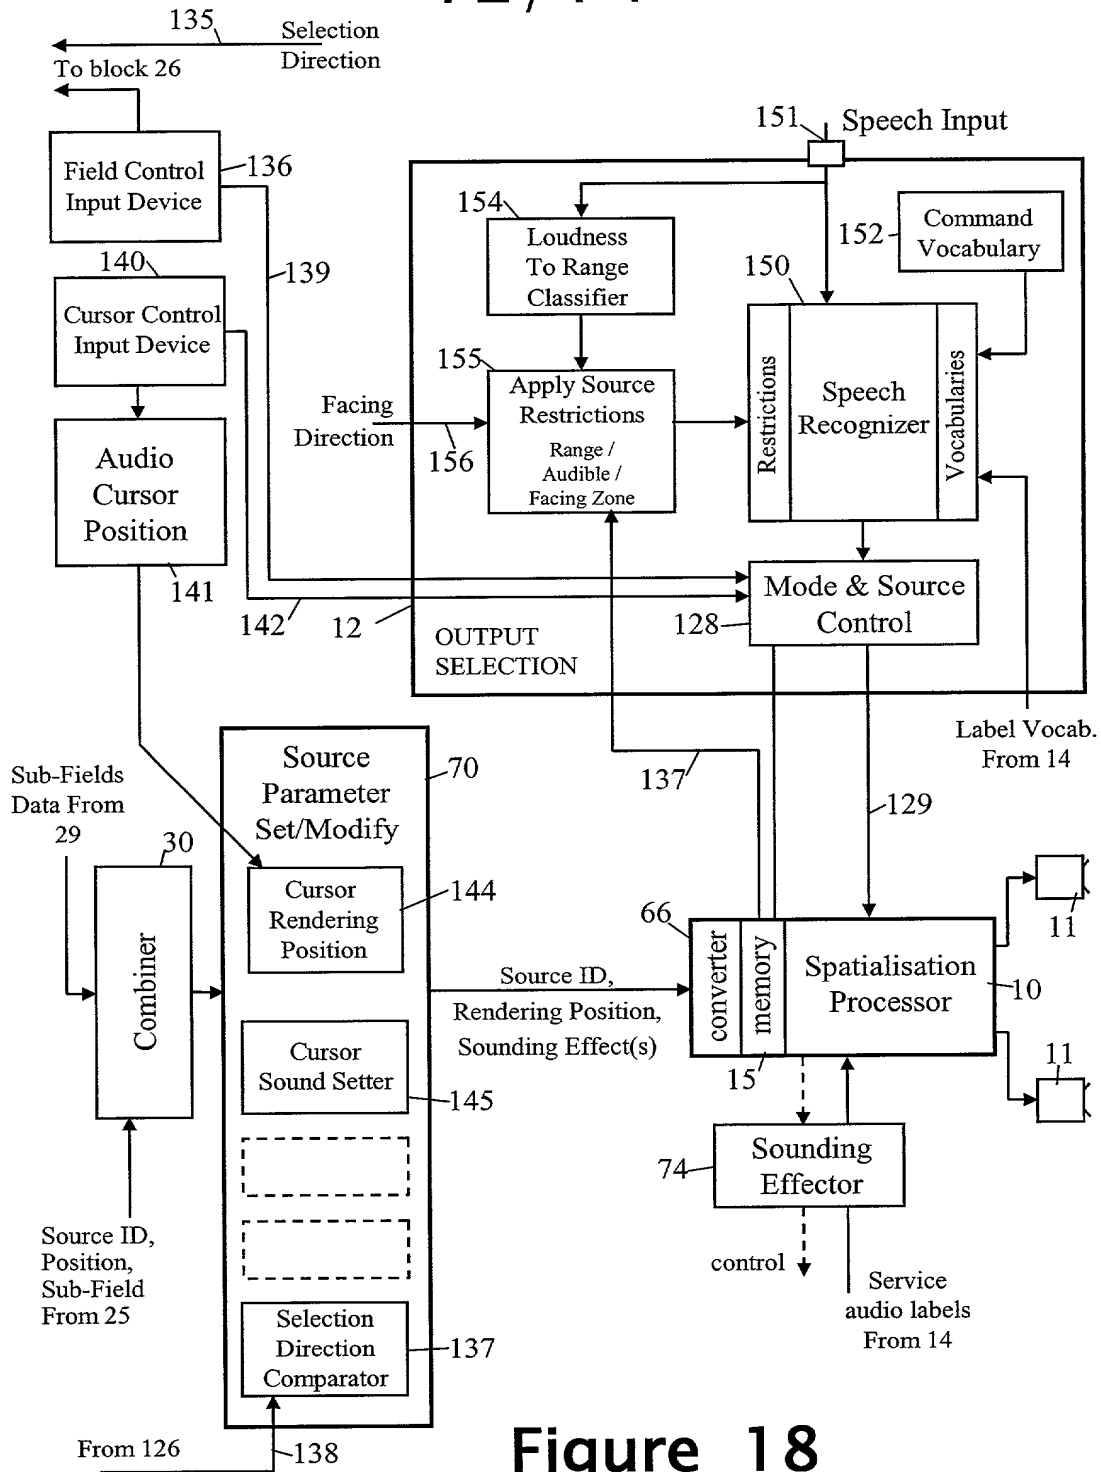 135
Selection
Direction
To block 26
Field Control
Input Device
136
139
140
Cursor Control
Input Device
Audio
Cursor
Position
141
142
12
151
Speech Input
154
Loudness
To Range
Classifier
152
Command
Vocabulary
150
155
Apply Source
Restrictions
Range /
Audible /
Facing Zone
Facing
Direction
156
Restrictions
Speech
Recognizer
Vocabularies
Mode & Source
Control
128
OUTPUT
SELECTION
Label Vocab.
From 14
137
129
Sub-Fields
Data From
29
30
Combiner
Source
Parameter
Set/Modify
70
Cursor
Rendering
Position
144
Cursor
Sound Setter
145
Selection
Direction
Comparator
137
Source ID,
Position,
Sub-Field
From 25
From 126
138
Source ID,
Rendering Position,
Sounding Effect(s)
66
converter
memory
15
Spatialisation
Processor
10
11
11
Sounding
Effector
74
control
Service
audio labels
From 14
Figure 18